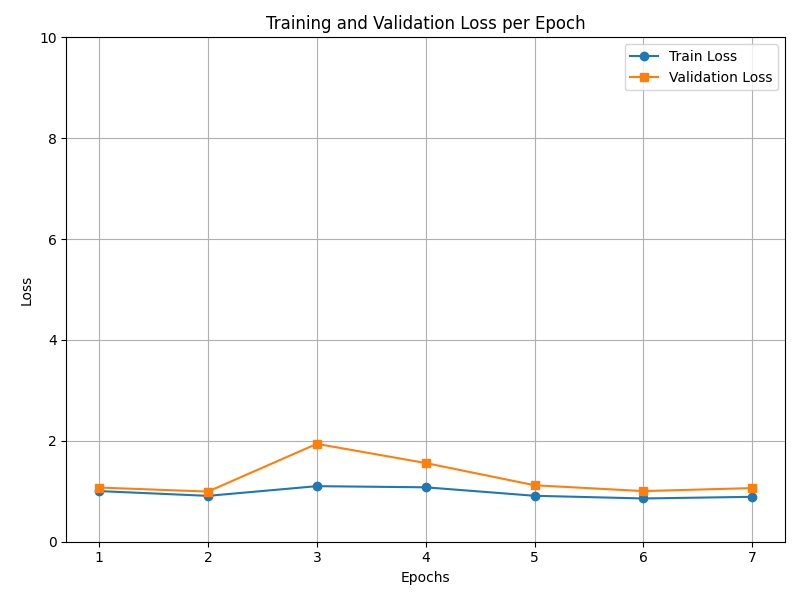 Training and Validation Loss per Epoch
10
8
6
4
2
0
Loss
Train Loss
Validation Loss
1 2 3 4 5 6 7
Epochs